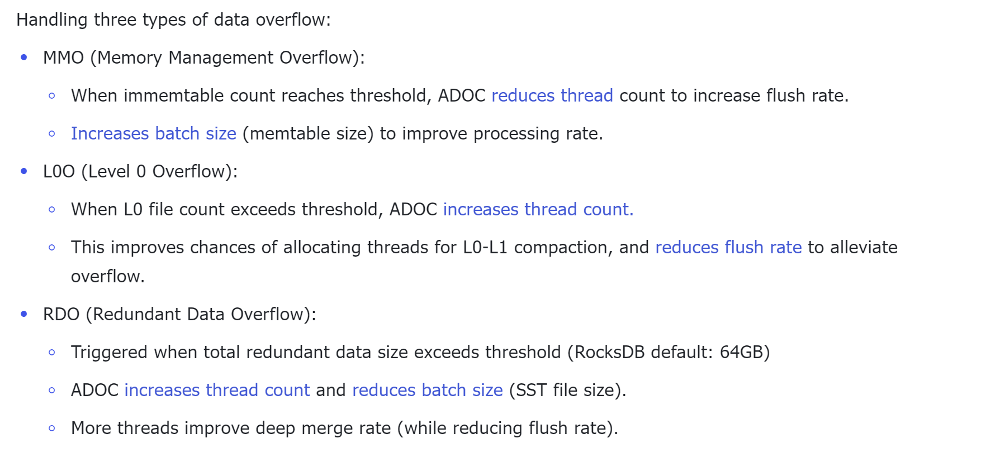 Handling three types of data overflow:
MMO (Memory Management Overflow):
When immemtable count reaches threshold, ADOC reduces thread count to increase flush rate.
Increases batch size (memtable size) to improve processing rate.
L0O (Level 0 Overflow):
When L0 file count exceeds threshold, ADOC increases thread count.
This improves chances of allocating threads for L0-L1 compaction, and reduces flush rate to alleviate
overflow.
RDO (Redundant Data Overflow):
Triggered when total redundant data size exceeds threshold (RocksDB default: 64GB)
ADOC increases thread count and reduces batch size (SST file size).
More threads improve deep merge rate (while reducing flush rate).